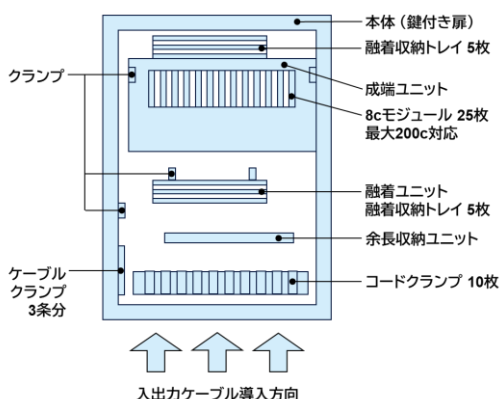 本体（鍵付き扉）
融着収納トレイ 5枚
クランプ
成端ユニット
8cモジュール 25枚
最大200c対応
融着ユニット
融着収納トレイ 5枚
余長収納ユニット
ケーブル
クランプ
3条分
コードクランプ 10枚
入出力ケーブル導入方向